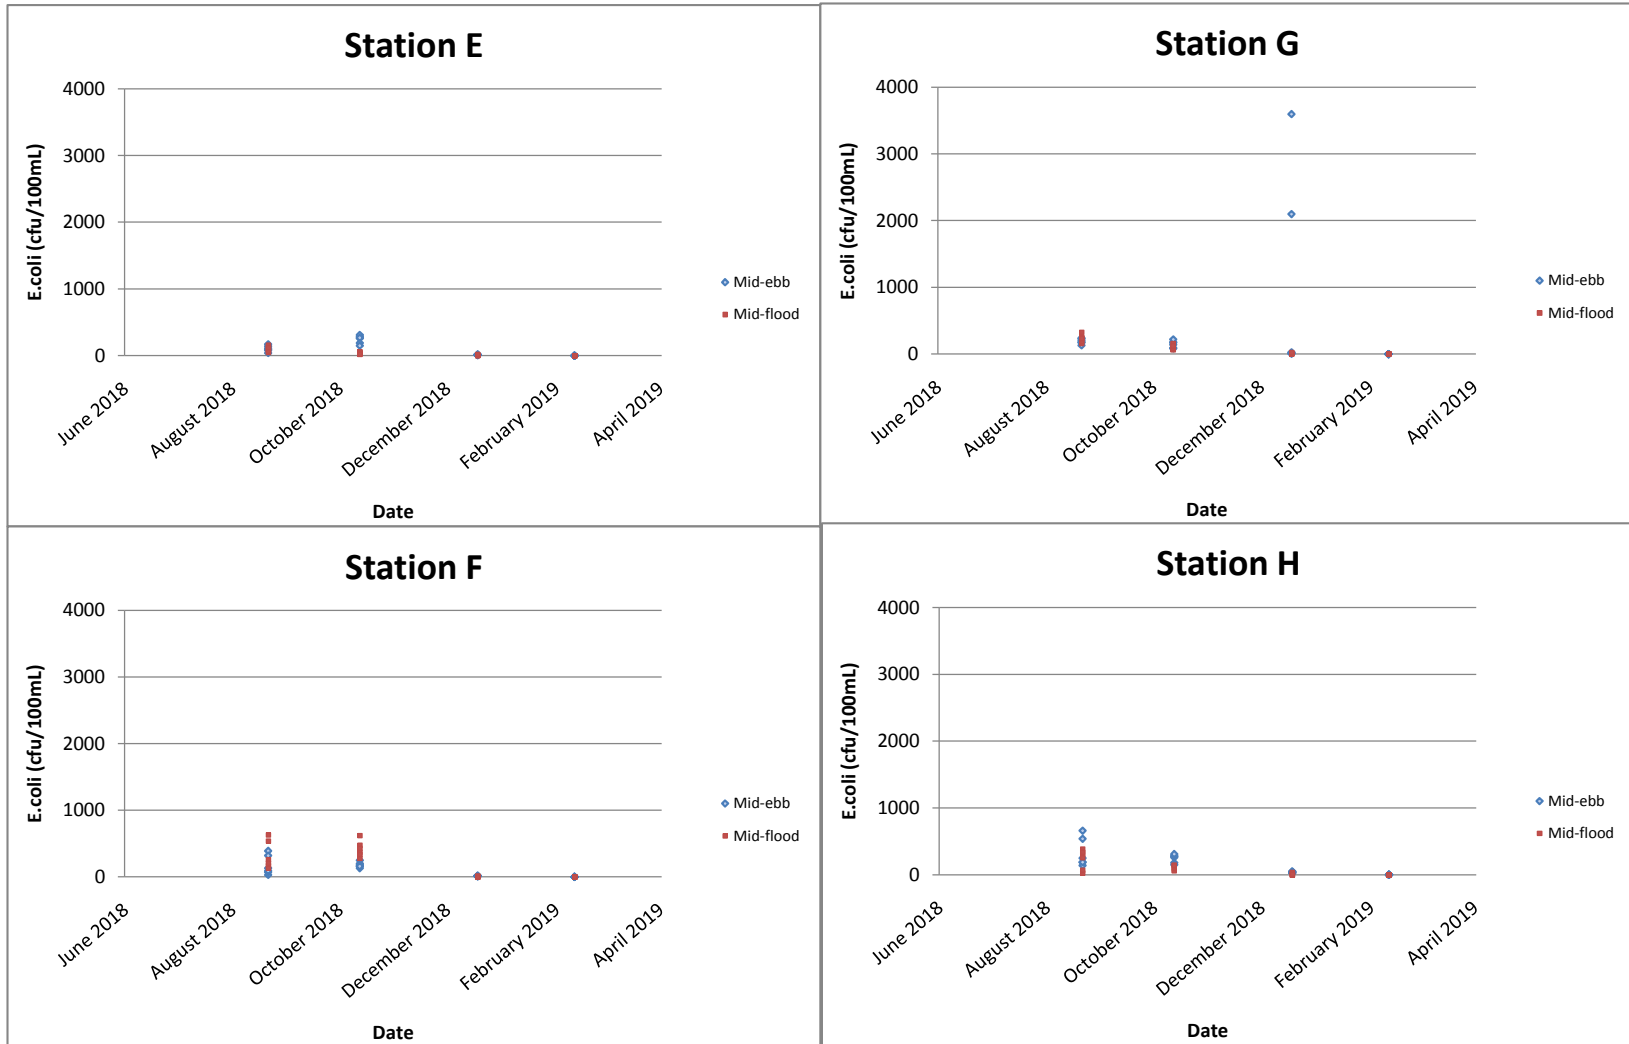 Station E
E.coli (cfu/100mL)
4000
3000
2000
1000
0
June 2018
August 2018
October 2018
December 2018
February 2019
April 2019
Date
Mid-ebb
Mid-flood
Station G
E.coli (cfu/100mL)
4000
3000
2000
1000
0
June 2018
August 2018
October 2018
December 2018
February 2019
April 2019
Date
Mid-ebb
Mid-flood
Station F
E.coli (cfu/100mL)
4000
3000
2000
1000
0
June 2018
August 2018
October 2018
December 2018
February 2019
April 2019
Date
Mid-ebb
Mid-flood
Station H
E.coli (cfu/100mL)
4000
3000
2000
1000
0
June 2018
August 2018
October 2018
December 2018
February 2019
April 2019
Date
Mid-ebb
Mid-flood